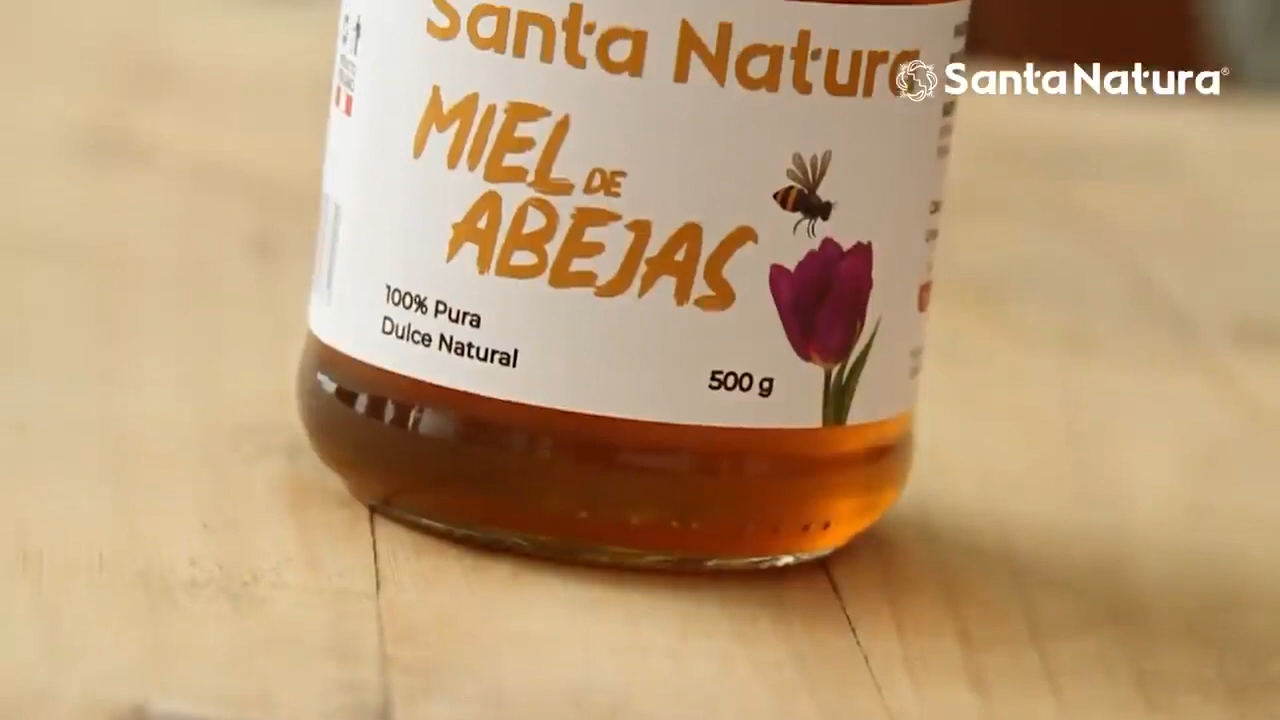 Santa Natura
SantaNatura®
MIEL DE
ABEJAS
100% Pura
Dulce Natural
500 g